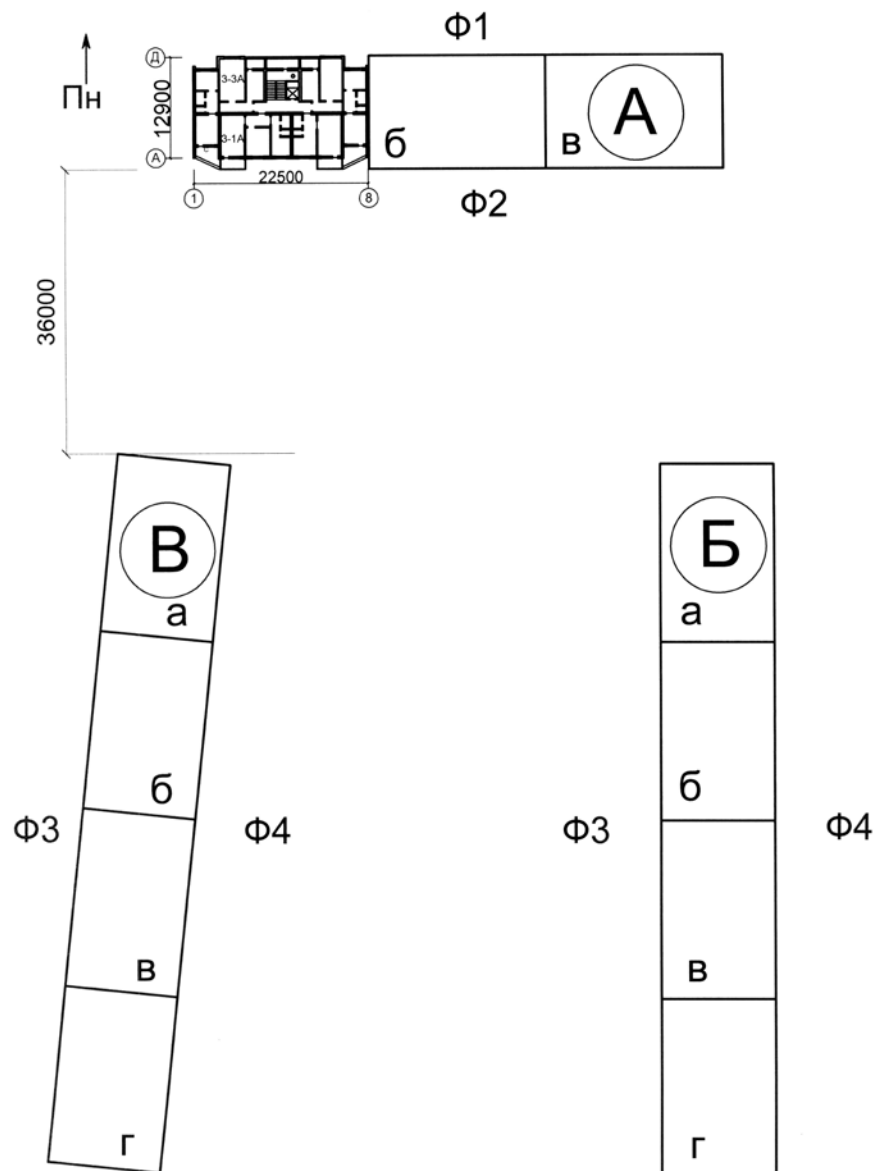 Ф1
Пн
Д
3-3А
12900
3-1А
А
б
в
А
22500
1
8
Ф2
36000
В
а
Б
а
б
б
Ф3
Ф4
Ф3
Ф4
в
в
г
г